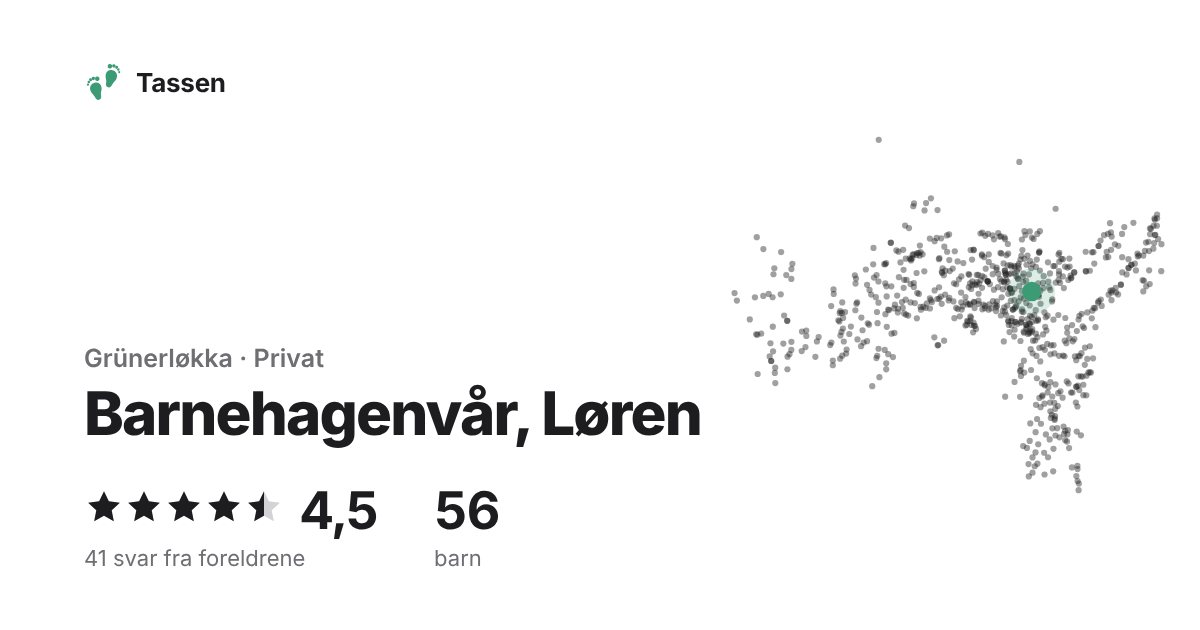 Tassen
Grünerløkka · Privat
Barnehagenvår, Løren
4,5
56
41 svar fra foreldrene
barn